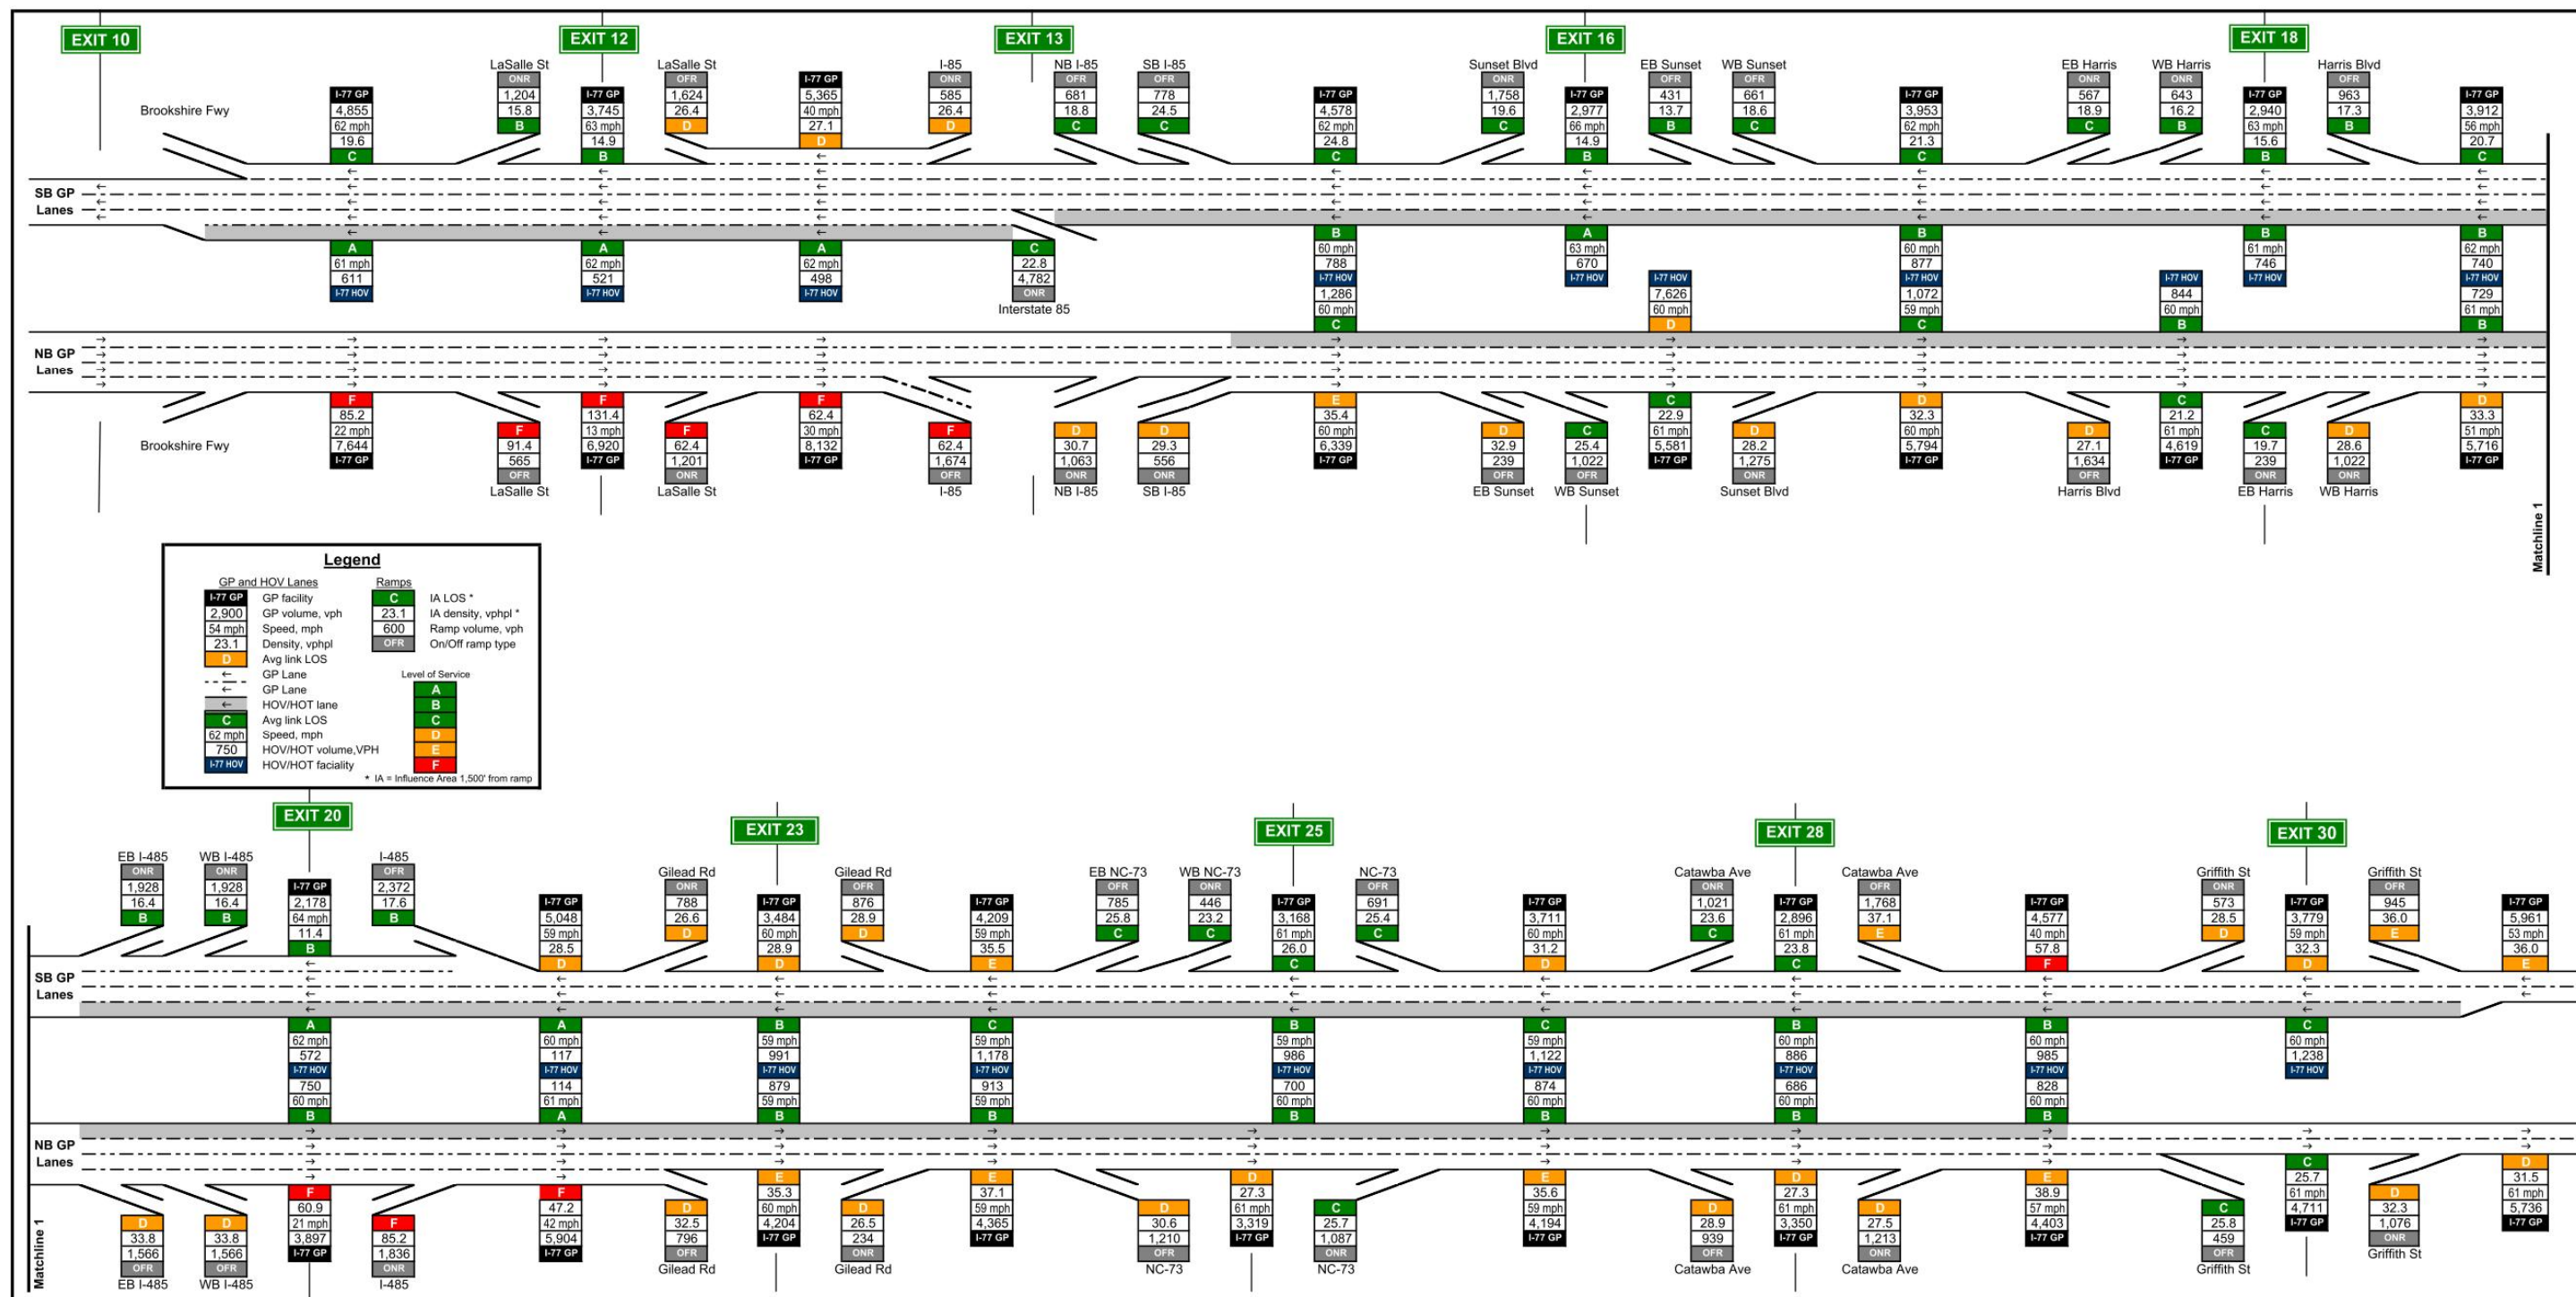 EXIT 10
EXIT 12
EXIT 13
EXIT 16
EXIT 18
Brookshire Fwy
I-77 GP
4,855
62 mph
19.6
C
LaSalle St
ONR
1,204
15.8
B
I-77 GP
3,745
63 mph
14.9
B
LaSalle St
OFR
1,624
26.4
D
I-77 GP
5,365
40 mph
27.1
D
I-85
ONR
585
26.4
D
NB I-85
OFR
681
18.8
C
SB I-85
OFR
778
24.5
C
I-77 GP
4,578
62 mph
24.8
C
Sunset Blvd
ONR
1,758
19.6
C
I-77 GP
2,977
66 mph
14.9
B
EB Sunset
OFR
431
13.7
B
WB Sunset
OFR
661
18.6
C
I-77 GP
3,953
62 mph
21.3
C
EB Harris
ONR
567
18.9
C
WB Harris
ONR
643
16.2
B
I-77 GP
2,940
63 mph
15.6
B
Harris Blvd
OFR
963
17.3
B
I-77 GP
3,912
56 mph
20.7
C
SB GP
Lanes
A
61 mph
611
I-77 HOV
A
62 mph
521
I-77 HOV
A
62 mph
498
I-77 HOV
C
22.8
4,782
ONR
Interstate 85
B
60 mph
788
I-77 HOV
1,286
60 mph
C
A
63 mph
670
I-77 HOV
I-77 HOV
7,626
60 mph
D
B
60 mph
877
I-77 HOV
1,072
59 mph
C
I-77 HOV
844
61 mph
B
B
61 mph
746
I-77 HOV
B
62 mph
740
I-77 HOV
729
61 mph
B
NB GP
Lanes
Brookshire Fwy
F
85.2
22 mph
7,644
I-77 GP
F
91.4
565
OFR
LaSalle St
F
131.4
13 mph
6,920
I-77 GP
F
62.4
1,201
ONR
LaSalle St
F
62.4
30 mph
8,132
I-77 GP
F
62.4
1,674
OFR
I-85
D
30.7
1,063
ONR
NB I-85
D
29.3
556
ONR
SB I-85
E
35.4
60 mph
6,339
I-77 GP
D
32.9
239
OFR
EB Sunset
C
25.4
1,022
OFR
WB Sunset
C
22.9
61 mph
5,581
I-77 GP
D
28.2
1,275
ONR
Sunset Blvd
D
32.3
60 mph
5,794
I-77 GP
D
27.1
1,634
OFR
Harris Blvd
C
21.2
61 mph
4,619
I-77 GP
C
19.7
239
ONR
EB Harris
D
28.6
1,022
ONR
WB Harris
D
33.3
51 mph
5,716
I-77 GP
Matchline 1
Legend
GP and HOV Lanes
I-77 GP GP facility
2,900 GP volume, vph
54 mph Speed, mph
23.1 Density, vphpl
D Avg link LOS
GP Lane
GP Lane
HOV/HOT lane
C Avg link LOS
62 mph Speed, mph
750 HOV/HOT volume,VPH
I-77 HOV HOV/HOT faciality
Ramps
C IA LOS *
23.1 IA density, vphpl *
600 Ramp volume, vph
OFR On/Off ramp type
Level of Service
A
B
C
D
E
F
* IA = Influence Area 1,500' from ramp
EXIT 20
EXIT 23
EXIT 25
EXIT 28
EXIT 30
EB I-485
ONR
1,928
16.4
B
WB I-485
ONR
1,928
16.4
B
I-77 GP
2,178
64 mph
11.4
B
I-485
OFR
2,372
17.6
B
I-77 GP
5,048
59 mph
28.5
D
Gilead Rd
ONR
788
26.6
D
I-77 GP
3,484
60 mph
28.9
D
Gilead Rd
OFR
876
28.9
D
I-77 GP
4,209
59 mph
35.5
E
EB NC-73
ONR
785
25.8
C
WB NC-73
ONR
446
23.2
C
I-77 GP
3,168
61 mph
26.0
C
NC-73
OFR
691
25.4
C
I-77 GP
3,711
60 mph
31.2
D
Catawba Ave
ONR
1,021
23.6
C
I-77 GP
2,896
61 mph
23.8
C
Catawba Ave
OFR
1,768
37.1
E
I-77 GP
4,577
40 mph
57.8
F
Griffith St
ONR
573
28.5
D
I-77 GP
3,779
59 mph
32.3
D
Griffith St
OFR
945
36.0
E
I-77 GP
5,961
53 mph
36.0
E
SB GP
Lanes
A
62 mph
572
I-77 HOV
750
60 mph
B
A
60 mph
117
I-77 HOV
114
61 mph
A
B
59 mph
991
I-77 HOV
879
59 mph
B
C
59 mph
1,178
I-77 HOV
913
59 mph
B
B
59 mph
986
I-77 HOV
700
60 mph
B
C
59 mph
1,122
I-77 HOV
874
60 mph
B
B
60 mph
886
I-77 HOV
686
60 mph
B
B
60 mph
985
I-77 HOV
828
60 mph
B
C
60 mph
1,238
I-77 HOV
NB GP
Lanes
Matchline 1
D
33.8
1,566
OFR
EB I-485
D
33.8
1,566
OFR
WB I-485
F
60.9
21 mph
3,897
I-77 GP
F
85.2
1,836
ONR
I-485
F
47.2
42 mph
5,904
I-77 GP
D
32.5
796
OFR
Gilead Rd
E
35.3
60 mph
4,204
I-77 GP
D
26.5
234
ONR
Gilead Rd
E
37.1
59 mph
4,365
I-77 GP
D
30.6
1,210
OFR
NC-73
D
27.3
61 mph
3,319
I-77 GP
C
25.7
1,087
ONR
NC-73
E
35.6
59 mph
4,194
I-77 GP
D
28.9
939
OFR
Catawba Ave
D
27.3
61 mph
3,350
I-77 GP
D
27.5
1,213
ONR
Catawba Ave
E
38.9
57 mph
4,403
I-77 GP
C
25.8
459
OFR
Griffith St
C
25.7
61 mph
4,711
I-77 GP
D
32.3
1,076
ONR
Griffith St
D
31.5
61 mph
5,736
I-77 GP